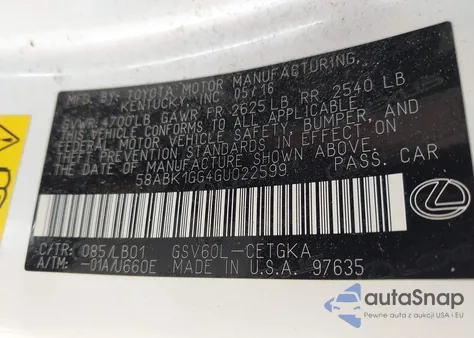 MFD. BY: TOYOTA MOTOR MANUFACTURING,
KENTUCKY, INC 05/16
GVWR 4700LB GAWR FR 2625 LB RR 2540 LB
THIS VEHICLE CONFORMS TO ALL APPLICABLE
FEDERAL MOTOR VEHICLE SAFETY, BUMPER, AND
THEFT PREVENTION STANDARDS IN EFFECT ON
THE DATE OF MANUFACTURE SHOWN ABOVE.
58ABK1GG4GU022599 PASS. CAR
C/TR: 085/LB01 GSV60L-CETGKA
A/TM: -01A/U660E MADE IN U.S.A. 97635
autoSnap
Pewne auta z USA i EU